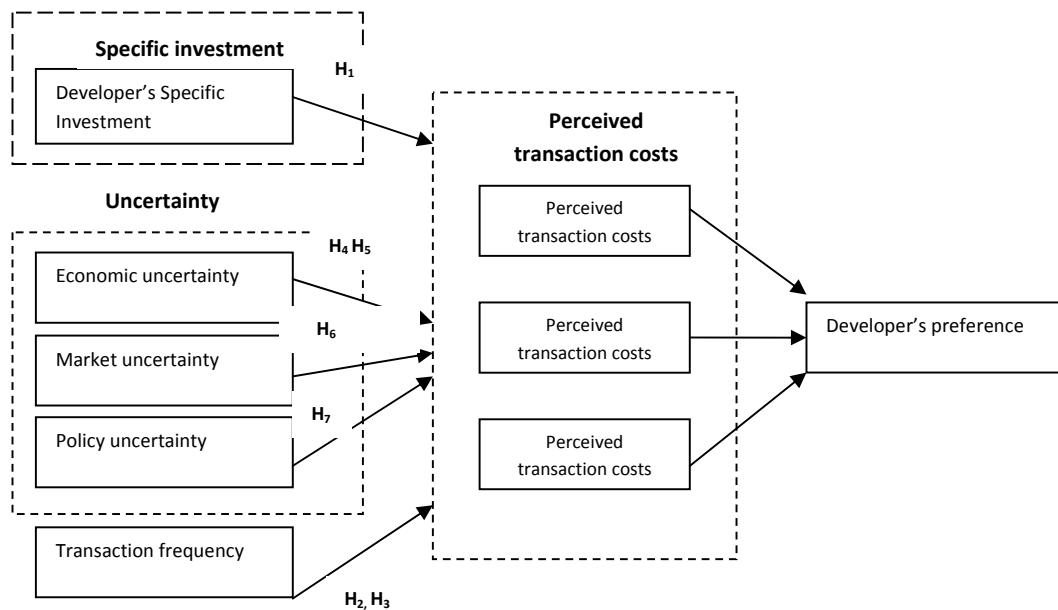 Specific investment
H₁
Developer's Specific
Investment
Uncertainty
H₄ H₅
Economic uncertainty
H₆
Market uncertainty
H₇
Policy uncertainty
Transaction frequency
H₂, H₃
Perceived
transaction costs
Perceived
transaction costs
Perceived
transaction costs
Perceived
transaction costs
Developer's preference